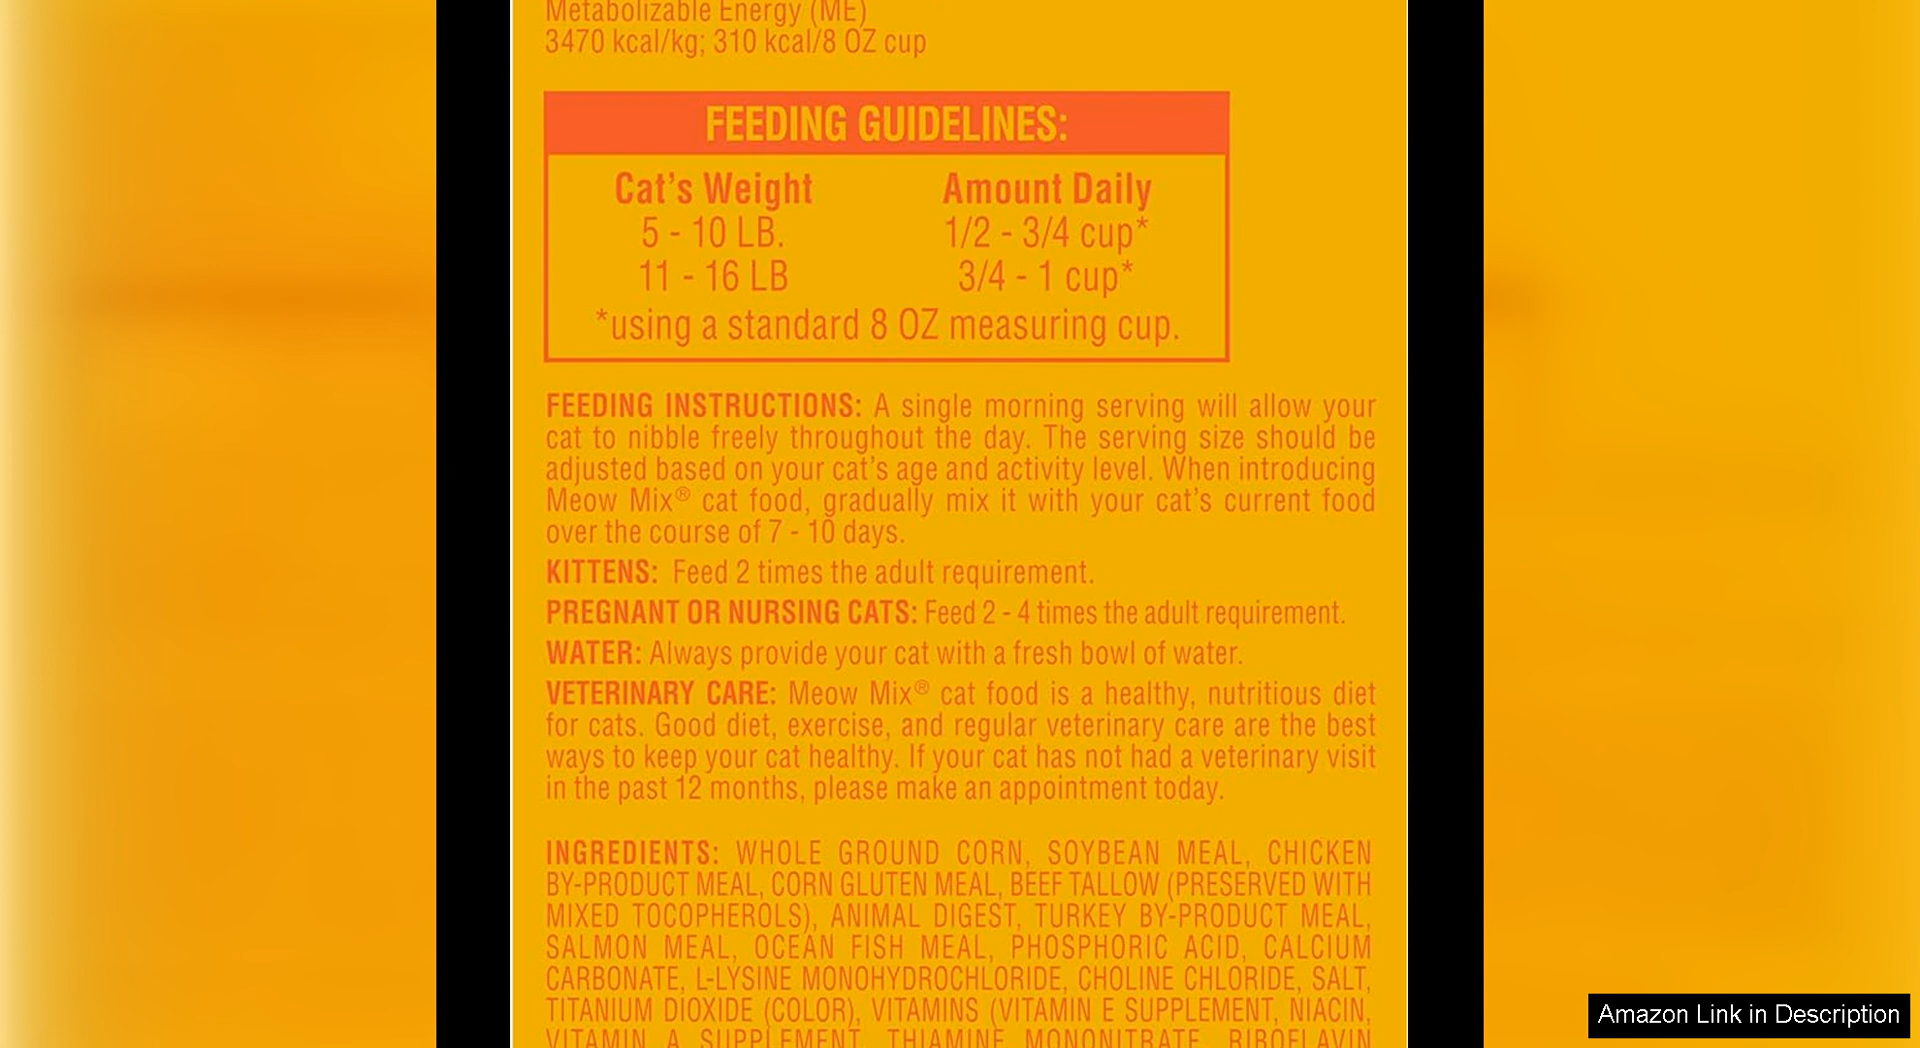 Metabolizable Energy (ME)
3470 kcal/kg; 310 kcal/8 OZ cup
FEEDING GUIDELINES:
Cat's Weight Amount Daily
5 - 10 LB. 1/2 - 3/4 cup*
11 - 16 LB 3/4 - 1 cup*
*using a standard 8 OZ measuring cup.
FEEDING INSTRUCTIONS: A single morning serving will allow your
cat to nibble freely throughout the day. The serving size should be
adjusted based on your cat's age and activity level. When introducing
Meow Mix® cat food, gradually mix it with your cat's current food
over the course of 7 - 10 days.
KITTENS: Feed 2 times the adult requirement.
PREGNANT OR NURSING CATS: Feed 2 - 4 times the adult requirement.
WATER: Always provide your cat with a fresh bowl of water.
VETERINARY CARE: Meow Mix® cat food is a healthy, nutritious diet
for cats. Good diet, exercise, and regular veterinary care are the best
ways to keep your cat healthy. If your cat has not had a veterinary visit
in the past 12 months, please make an appointment today.
INGREDIENTS: WHOLE GROUND CORN, SOYBEAN MEAL, CHICKEN
BY-PRODUCT MEAL, CORN GLUTEN MEAL, BEEF TALLOW (PRESERVED WITH
MIXED TOCOPHEROLS), ANIMAL DIGEST, TURKEY BY-PRODUCT MEAL,
SALMON MEAL, OCEAN FISH MEAL, PHOSPHORIC ACID, CALCIUM
CARBONATE, L-LYSINE MONOHYDROCHLORIDE, CHOLINE CHLORIDE, SALT,
TITANIUM DIOXIDE (COLOR), VITAMINS (VITAMIN E SUPPLEMENT, NIACIN,
VITAMIN A SUPPLEMENT, THIAMINE MONONITRATE, RIBOFLAVIN
Amazon Link in Description